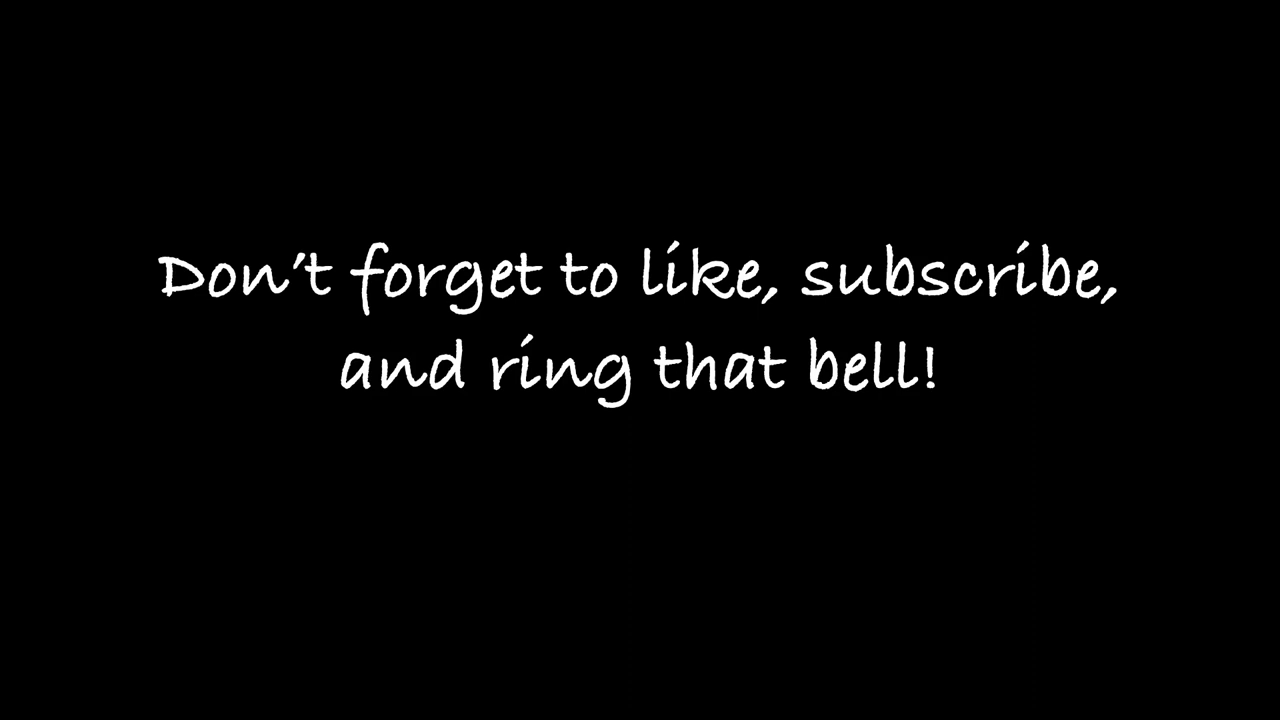 Don't forget to like, subscribe,
and ring that bell!